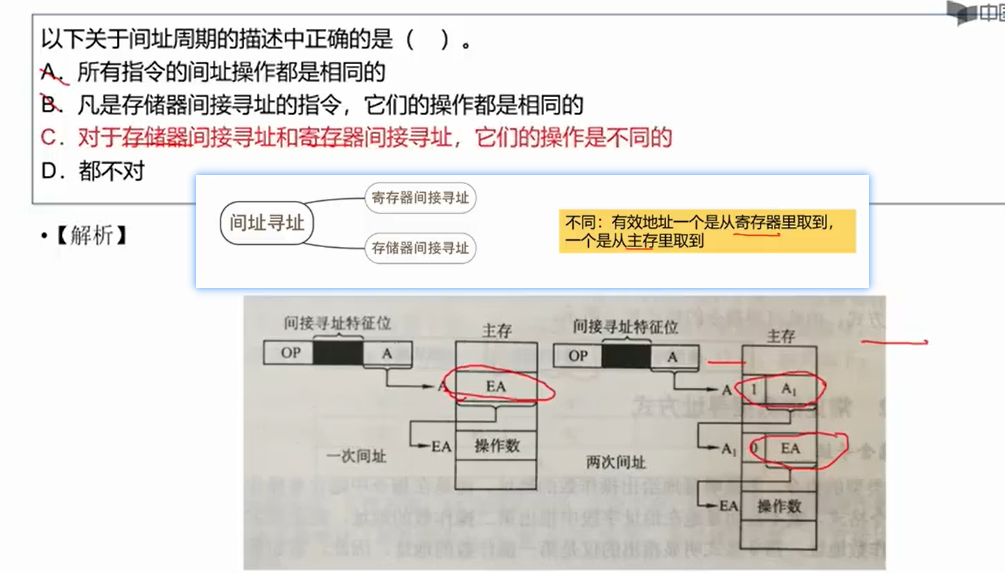 中国
以下关于间址周期的描述中正确的是（　）。
A．所有指令的间址操作都是相同的
B．凡是存储器间接寻址的指令，它们的操作都是相同的
C．对于存储器间接寻址和寄存器间接寻址，它们的操作是不同的
D．都不对
•【解析】
间址寻址
寄存器间接寻址
存储器间接寻址
不同：有效地址一个是从寄存器里取到，
一个是从主存里取到
间接寻址特征位
主存
OP
A
A
EA
EA
操作数
一次间址
间接寻址特征位
主存
OP
A
A
1
A₁
A₁
0
EA
EA
操作数
两次间址